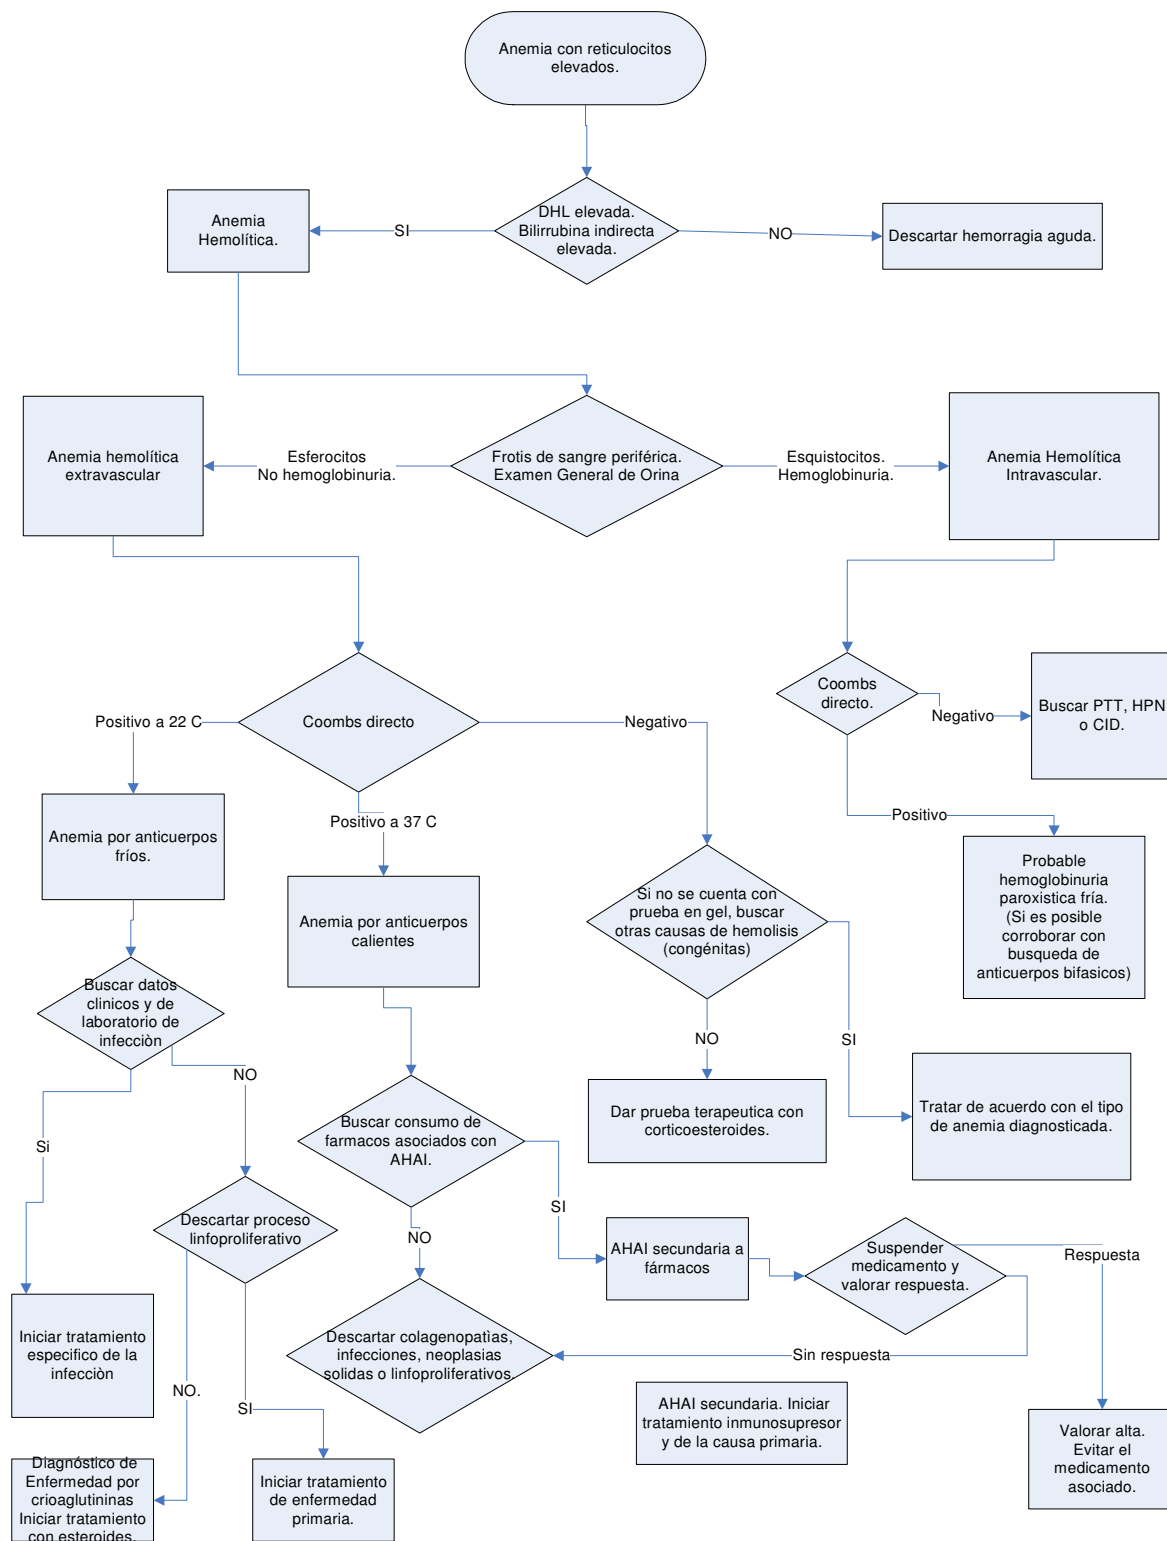 Anemia con reticulocitos
elevados.
DHL elevada.
Bilirrubina indirecta
elevada.
Anemia
Hemolítica.
SI
NO
Descartar hemorragia aguda.
Anemia hemolítica
extravascular
Esferocitos
No hemoglobinuria.
Frotis de sangre periférica.
Examen General de Orina
Esquistocitos.
Hemoglobinuria.
Anemia Hemolítica
Intravascular.
Coombs directo
Positivo a 22 C
Negativo
Positivo a 37 C
Coombs
directo.
Negativo
Buscar PTT, HPN
o CID.
Positivo
Probable
hemoglobinuria
paroxistica fría.
(Si es posible
corroborar con
busqueda de
anticuerpos bifasicos)
Anemia por anticuerpos
fríos.
Anemia por anticuerpos
calientes
Si no se cuenta con
prueba en gel, buscar
otras causas de hemolisis
(congénitas)
Buscar datos
clinicos y de
laboratorio de
infecciòn
NO
SI
NO
Si
Buscar consumo de
farmacos asociados con
AHAI.
Dar prueba terapeutica con
corticoesteroides.
Tratar de acuerdo con el tipo
de anemia diagnosticada.
SI
NO
Descartar proceso
linfoproliferativo
AHAI secundaria a
fármacos
Suspender
medicamento y
valorar respuesta.
Respuesta
Sin respuesta
Iniciar tratamiento
especifico de la
infecciòn
Descartar colagenopatìas,
infecciones, neoplasias
solidas o linfoproliferativos.
NO.
SI
AHAI secundaria. Iniciar
tratamiento inmunosupresor
y de la causa primaria.
Valorar alta.
Evitar el
medicamento
asociado.
Diagnóstico de
Enfermedad por
crioaglutininas
Iniciar tratamiento
con esteroides.
Iniciar tratamiento
de enfermedad
primaria.